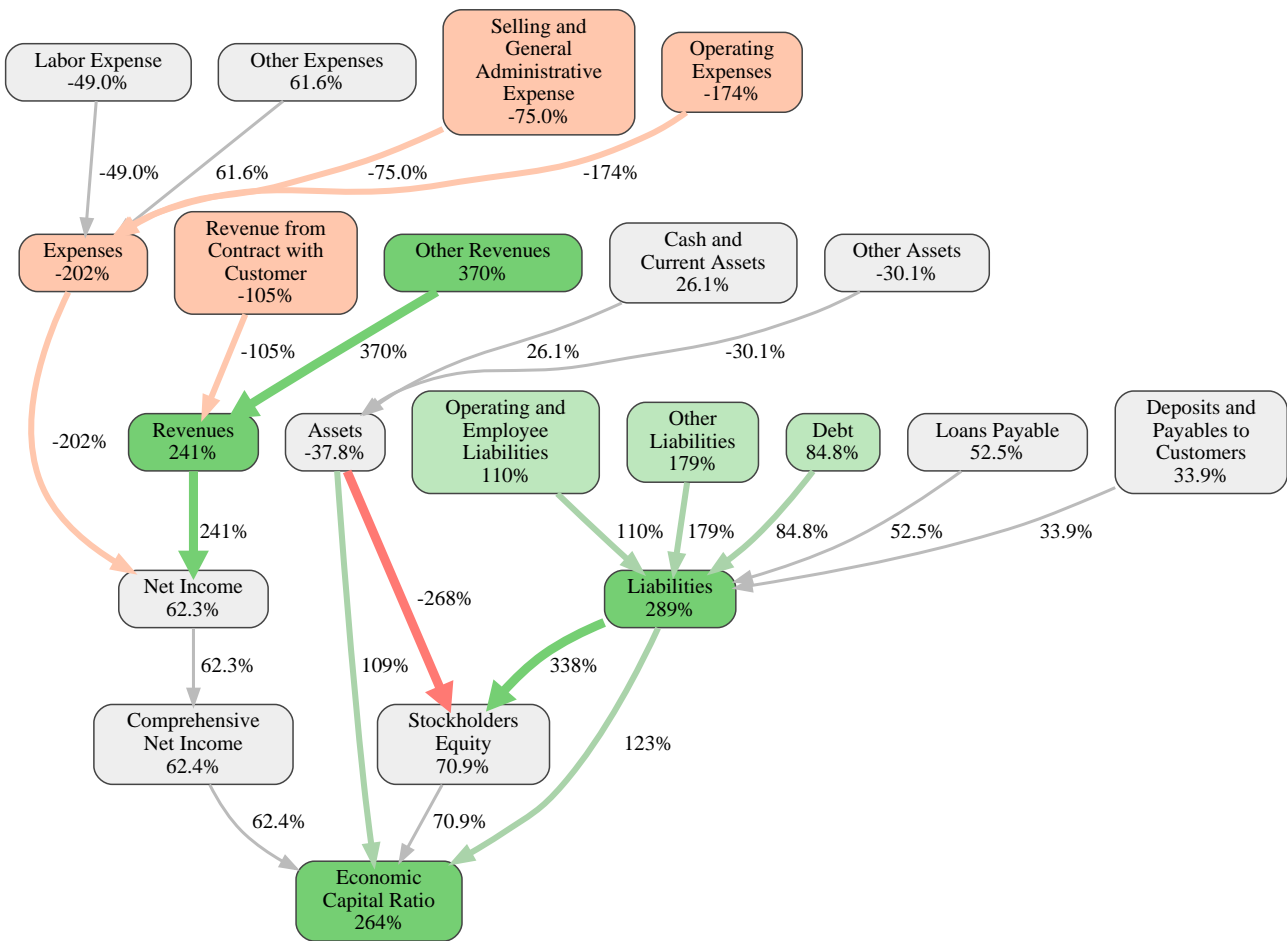 Labor Expense
-49.0%
Other Expenses
61.6%
Selling and
General
Administrative
Expense
-75.0%
Operating
Expenses
-174%
-49.0%
61.6%
-75.0%
-174%
Expenses
-202%
Revenue from
Contract with
Customer
-105%
Other Revenues
370%
Cash and
Current Assets
26.1%
Other Assets
-30.1%
-105%
370%
26.1%
-30.1%
-202%
Revenues
241%
Assets
-37.8%
Operating and
Employee
Liabilities
110%
Other
Liabilities
179%
Debt
84.8%
Loans Payable
52.5%
Deposits and
Payables to
Customers
33.9%
241%
110%
179%
84.8%
52.5%
33.9%
Net Income
62.3%
-268%
Liabilities
289%
62.3%
109%
338%
Comprehensive
Net Income
62.4%
Stockholders
Equity
70.9%
123%
62.4%
70.9%
Economic
Capital Ratio
264%